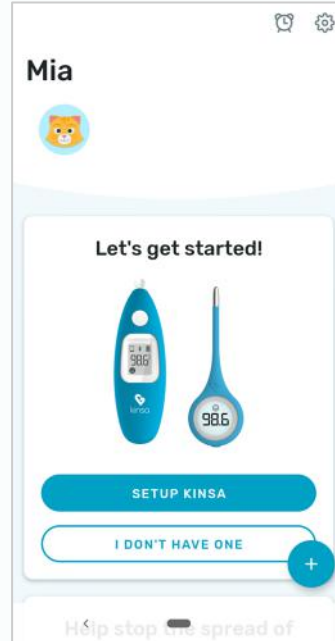 Mia
Let's get started!
98.6
kinsa
98.6
SETUP KINSA
I DON'T HAVE ONE
+
Help stop the spread of